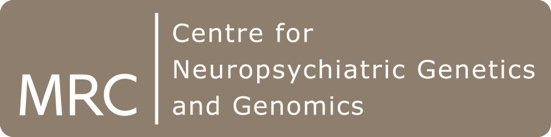 MRC
Centre for
Neuropsychiatric Genetics
and Genomics